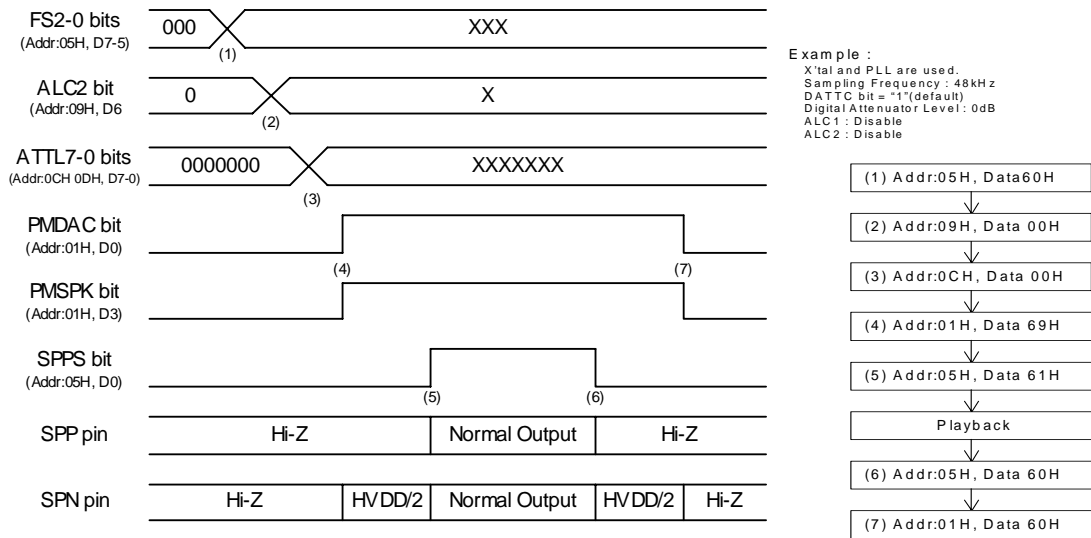 FS2-0 bits
(Addr:05H, D7-5)
000
XXX
(1)
ALC2 bit
(Addr:09H, D6
0
X
(2)
ATTL7-0 bits
(Addr:0CH 0DH, D7-0)
0000000
XXXXXXX
(3)
PMDAC bit
(Addr:01H, D0)
(4)
(7)
PMSPK bit
(Addr:01H, D3)
SPPS bit
(Addr:05H, D0)
(5)
(6)
SPP pin
Hi-Z
Normal Output
Hi-Z
SPN pin
Hi-Z
HVDD/2
Normal Output
HVDD/2
Hi-Z
Example :
X'tal and PLL are used.
Sampling Frequency : 48kHz
DATTC bit = “1”(default)
Digital Attenuator Level : 0dB
ALC1 : Disable
ALC2 : Disable
(1) Addr:05H, Data60H
(2) Addr:09H, Data 00H
(3) Addr:0CH, Data 00H
(4) Addr:01H, Data 69H
(5) Addr:05H, Data 61H
Playback
(6) Addr:05H, Data 60H
(7) Addr:01H, Data 60H